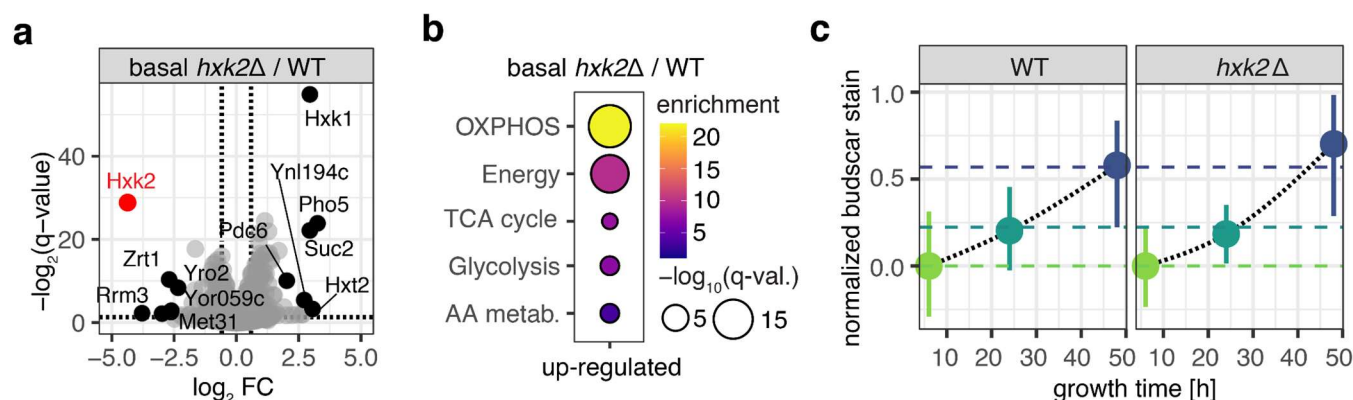 a
basal hxk2Δ / WT
−log₂(q−value)
40
20
0
Hxk1
Hxk2
Ynl194c
Pho5
Pdc6
Suc2
Zrt1
Yro2
Hxt2
Rrm3
Yor059c
Met31
−5.0 −2.5 0.0 2.5 5.0
log₂ FC
b
basal hxk2Δ / WT
OXPHOS
Energy
TCA cycle
Glycolysis
AA metab.
up-regulated
enrichment
20
15
10
5
−log₁₀(q-val.)
5 15
c
WT
hxk2Δ
normalized budscar stain
1.0
0.5
0.0
10 20 30 40 50
10 20 30 40 50
growth time [h]